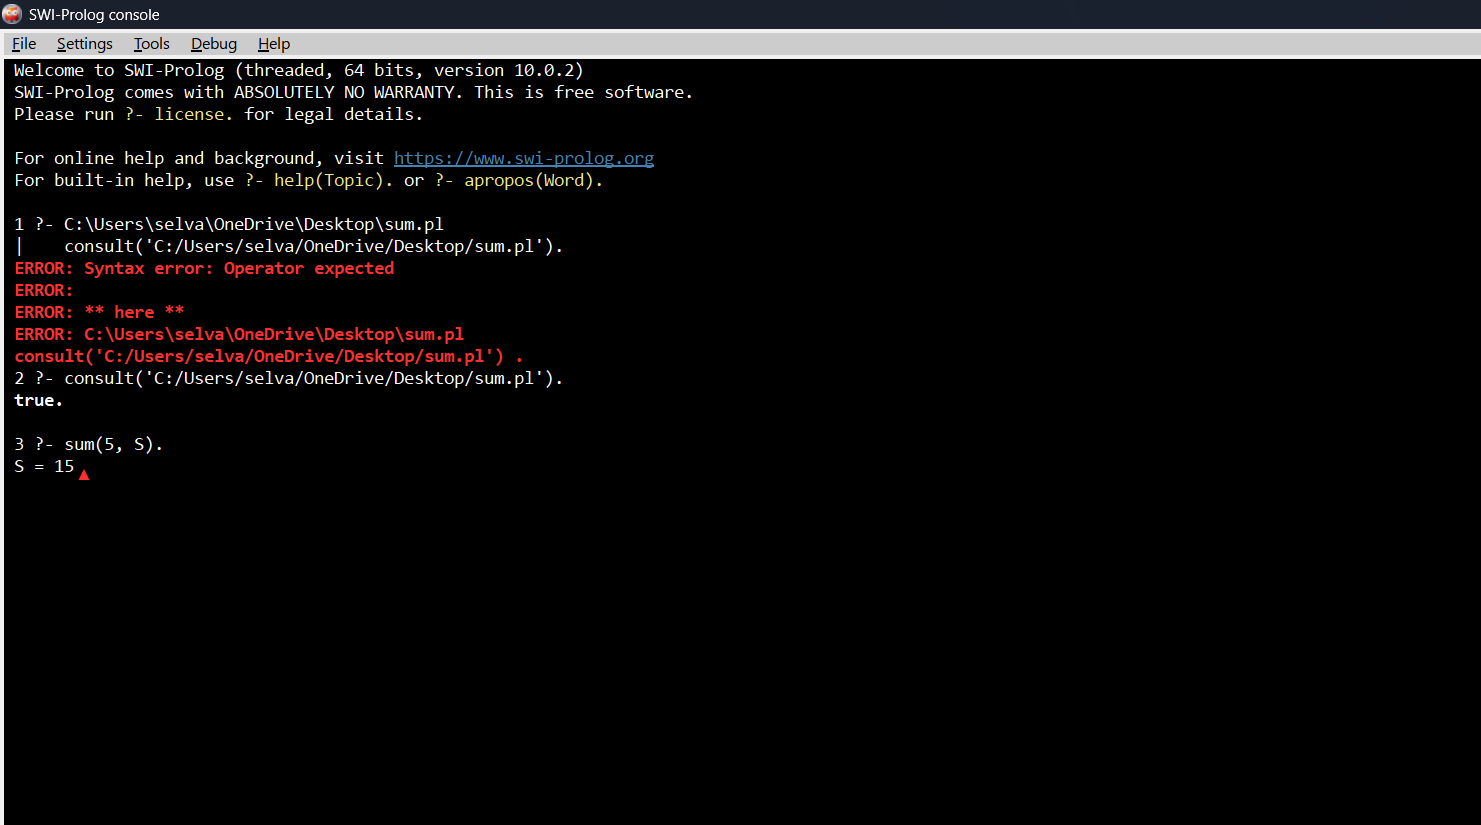 SWI-Prolog console
File Settings Tools Debug Help
Welcome to SWI-Prolog (threaded, 64 bits, version 10.0.2)
SWI-Prolog comes with ABSOLUTELY NO WARRANTY. This is free software.
Please run ?- license. for legal details.
For online help and background, visit https://www.swi-prolog.org
For built-in help, use ?- help(Topic). or ?- apropos(Word).
1 ?- C:\Users\selva\OneDrive\Desktop\sum.pl
|    consult('C:/Users/selva/OneDrive/Desktop/sum.pl').
ERROR: Syntax error: Operator expected
ERROR:
ERROR: ** here **
ERROR: C:\Users\selva\OneDrive\Desktop\sum.pl
consult('C:/Users/selva/OneDrive/Desktop/sum.pl') .
2 ?- consult('C:/Users/selva/OneDrive/Desktop/sum.pl').
true.
3 ?- sum(5, S).
S = 15